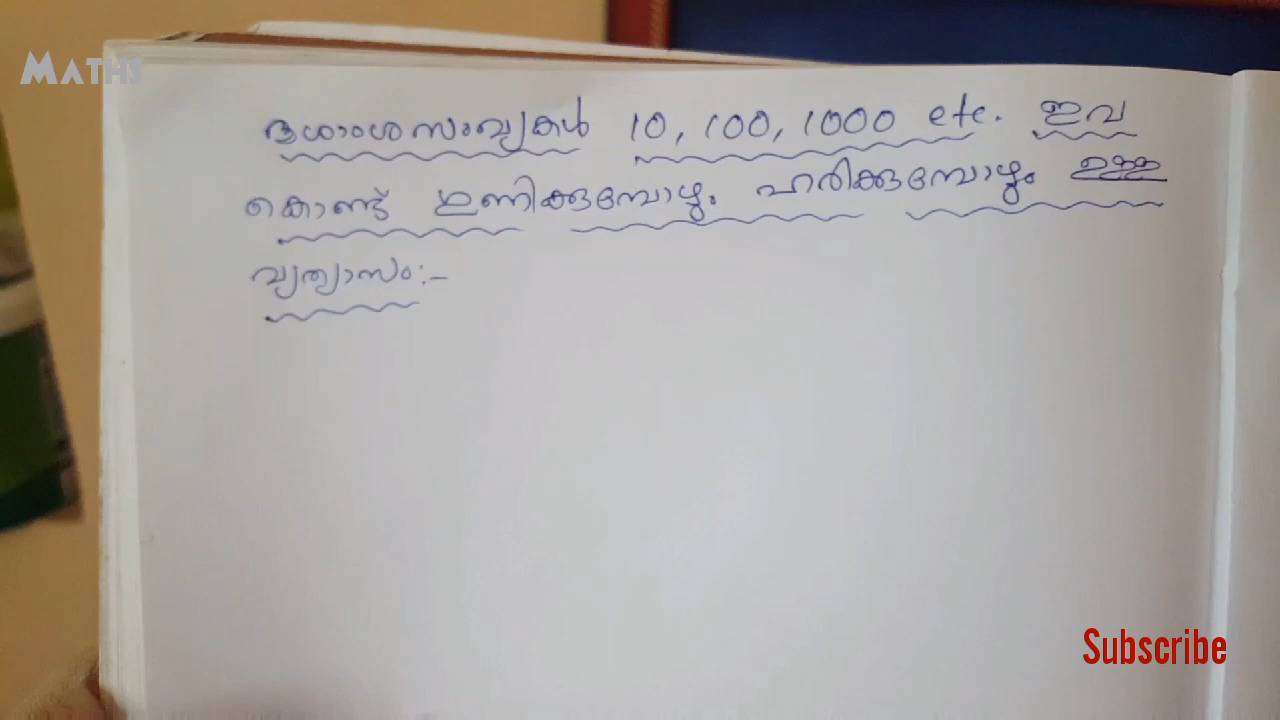 MATHS
ദശാംശസംഖ്യകൾ 10, 100, 1000 etc. ഇവ
കൊണ്ട് ഗുണിക്കുമ്പോഴും ഹരിക്കുമ്പോഴും ഉള്ള
വ്യത്യാസം:-
Subscribe